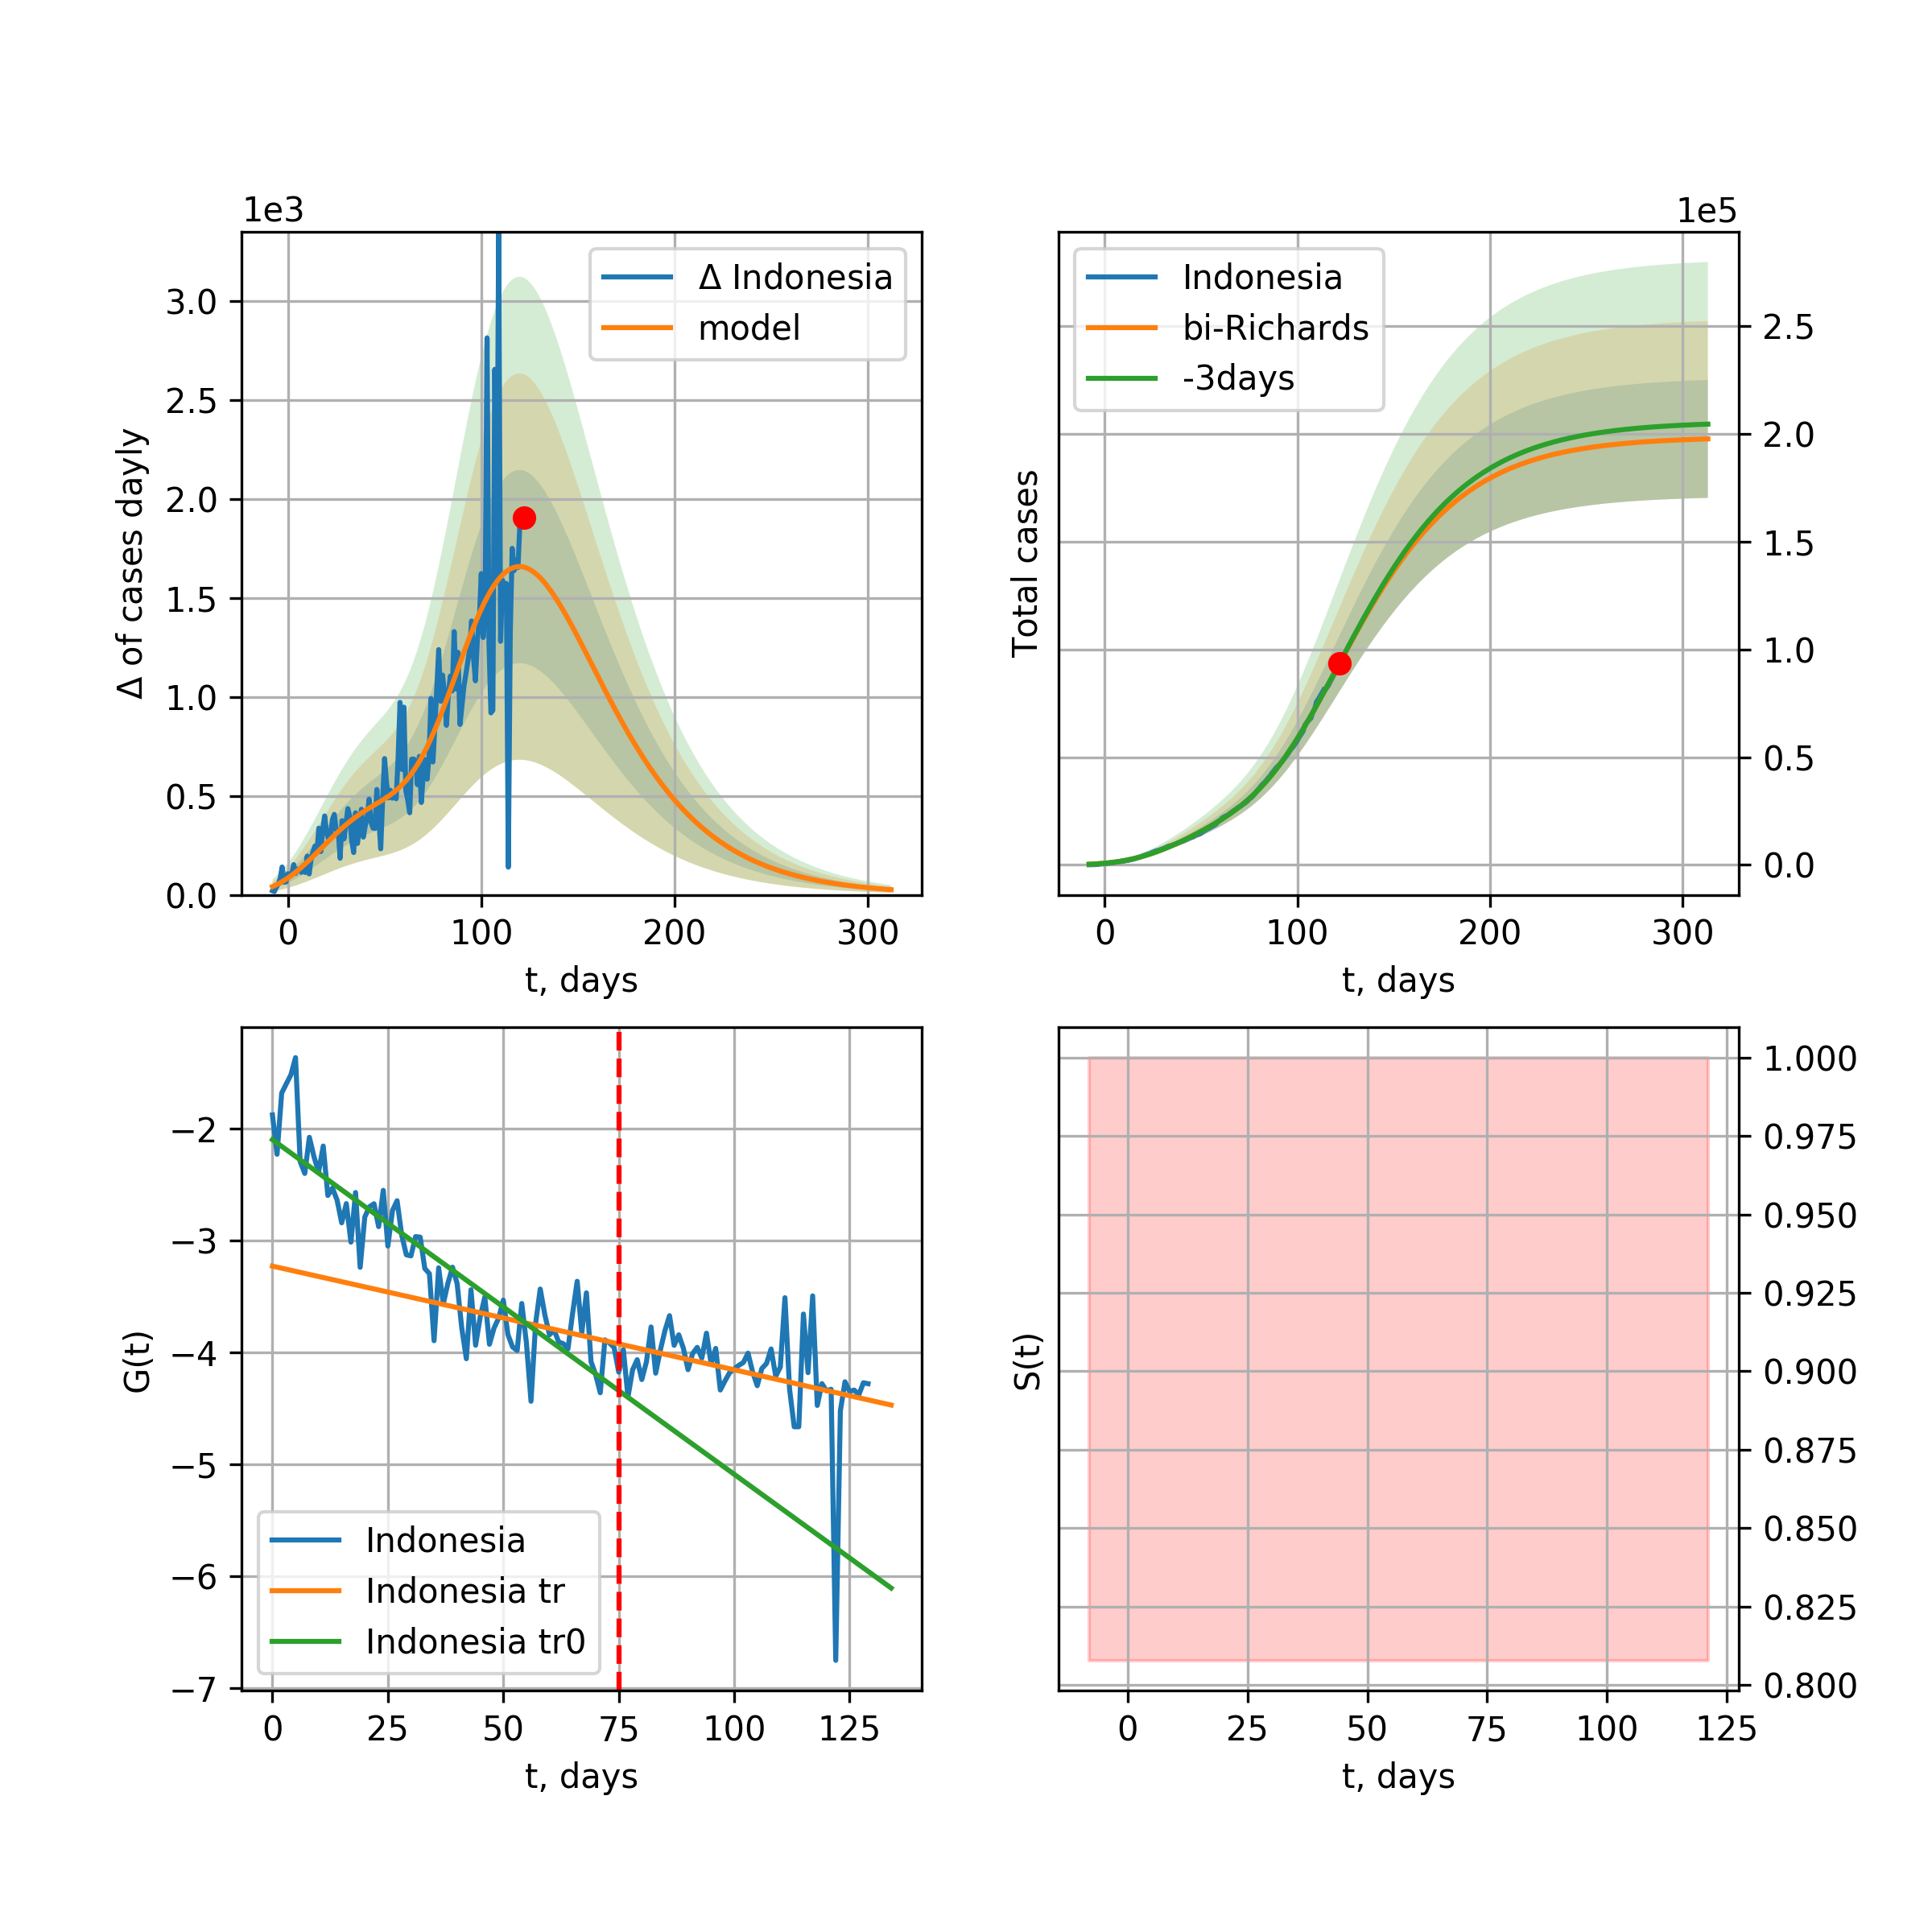 1e3
Δ of cases dayly
3.0
2.5
2.0
1.5
1.0
0.5
0.0
0 100 200 300
t, days
Δ Indonesia
model
1e5
Total cases
2.5
2.0
1.5
1.0
0.5
0.0
0 100 200 300
t, days
Indonesia
bi-Richards
-3days
G(t)
−2
−3
−4
−5
−6
−7
0 25 50 75 100 125
t, days
Indonesia
Indonesia tr
Indonesia tr0
S(t)
1.000
0.975
0.950
0.925
0.900
0.875
0.850
0.825
0.800
0 25 50 75 100 125
t, days